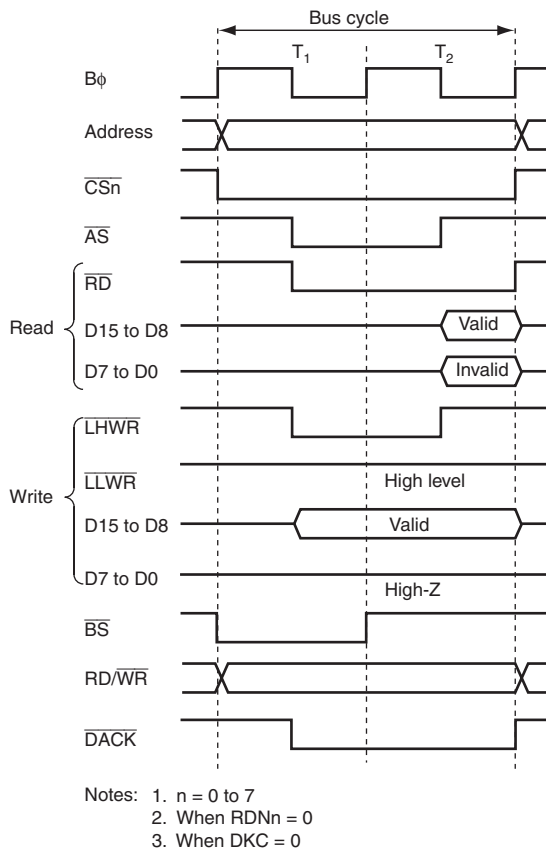 Bus cycle
T1 T2
Bφ
Address
CSn
AS
RD
Read
D15 to D8 Valid
D7 to D0 Invalid
LHWR
LLWR High level
Write
D15 to D8 Valid
D7 to D0 High-Z
BS
RD/WR
DACK
Notes: 1. n = 0 to 7
2. When RDNn = 0
3. When DKC = 0